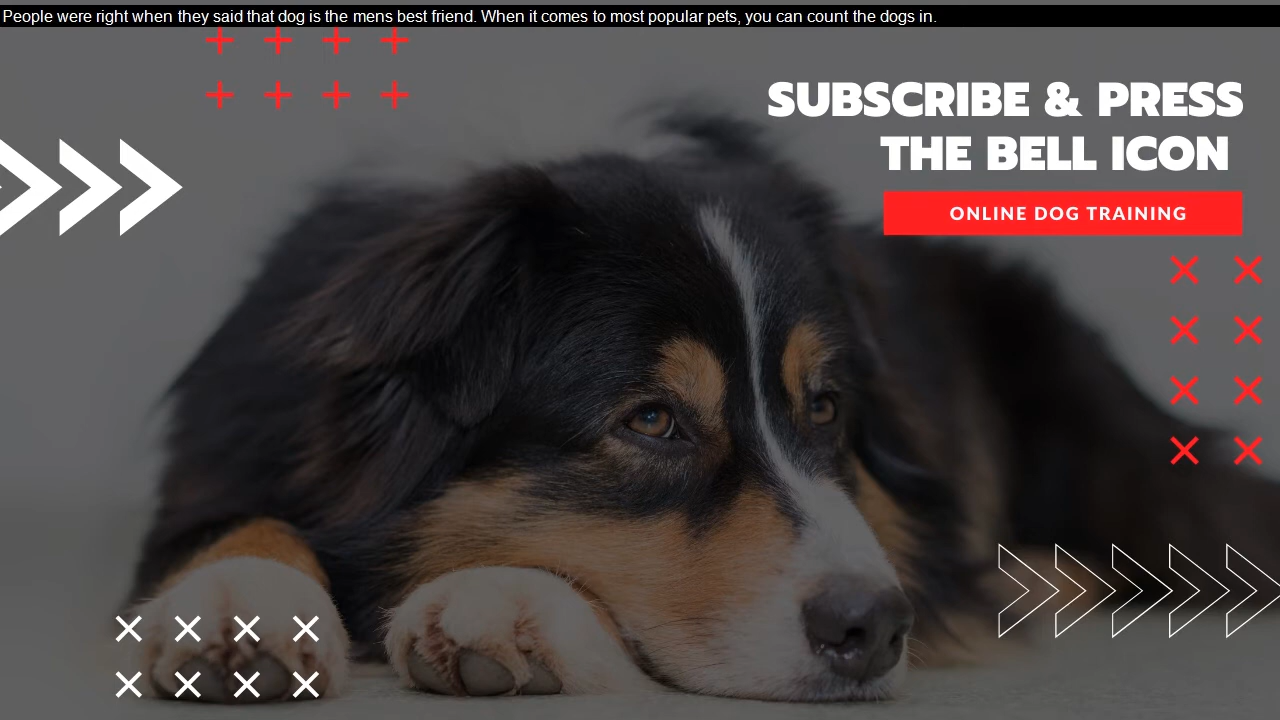 People were right when they said that dog is the mens best friend. When it comes to most popular pets, you can count the dogs in.
SUBSCRIBE & PRESS
THE BELL ICON
ONLINE DOG TRAINING